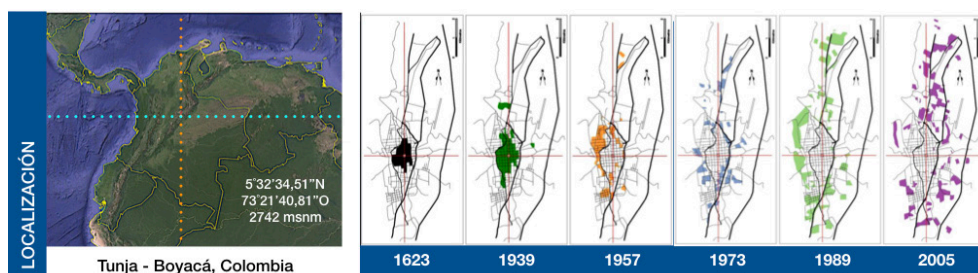 LOCALIZACIÓN
5°32'34,51"N
73°21'40,81"O
2742 msnm
Tunja - Boyacá, Colombia
1623
1939
1957
1973
1989
2005